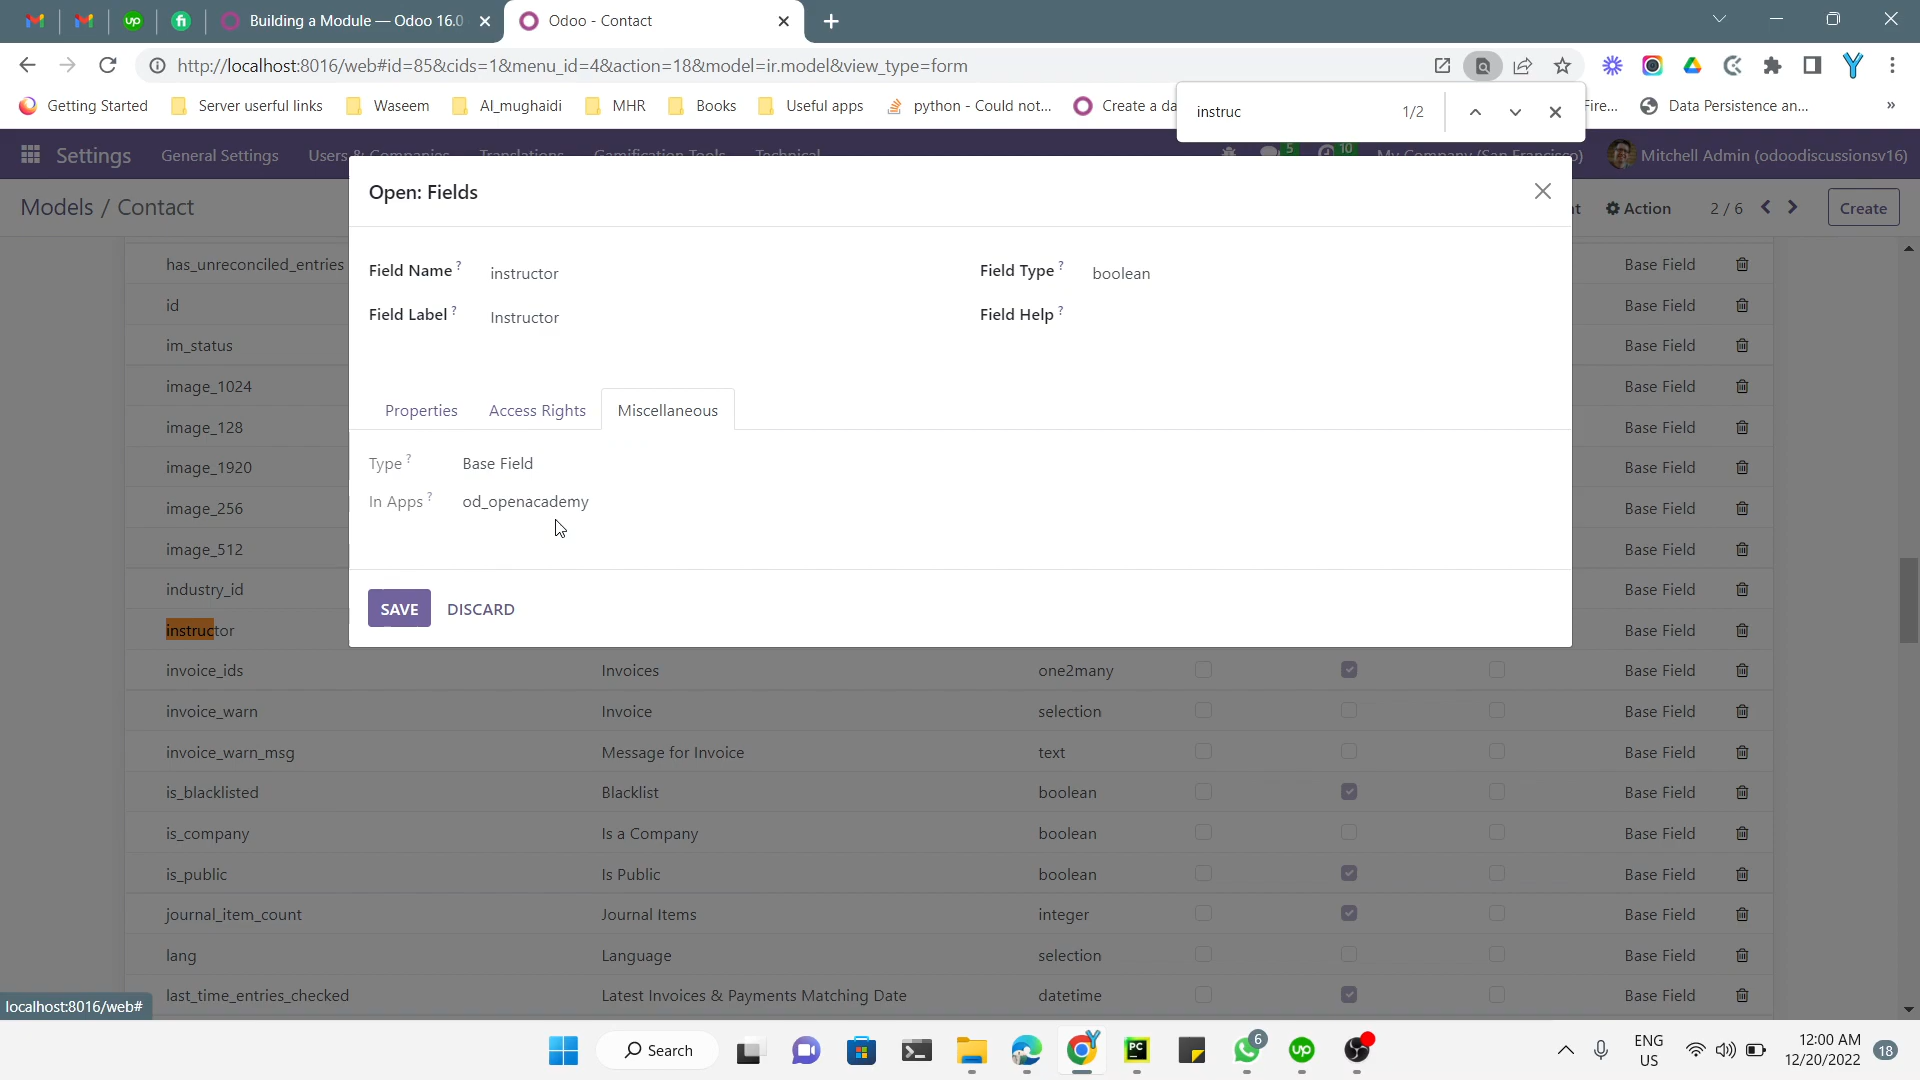 Building a Module — Odoo 16.0
Odoo - Contact
http://localhost:8016/web#id=85&cids=1&menu_id=4&action=18&model=ir.model&view_type=form
Getting Started
Server userful links
Waseem
Al_mughaidi
MHR
Books
Useful apps
python - Could not...
Create a da
Fire...
Data Persistence an...
»
instruc
1/2
Settings
General Settings
Users & Companies
Translations
Gamification Tools
Technical
5
10
My Company (San Francisco)
Mitchell Admin (odoodiscussionsv16)
Models / Contact
Action
2 / 6
Create
Open: Fields
Field Name ?
instructor
Field Type ?
boolean
Field Label ?
Instructor
Field Help ?
Properties
Access Rights
Miscellaneous
Type ?
Base Field
In Apps ?
od_openacademy
SAVE
DISCARD
has_unreconciled_entries Base Field
id Base Field
im_status Base Field
image_1024 Base Field
image_128 Base Field
image_1920 Base Field
image_256 Base Field
image_512 Base Field
industry_id Base Field
instructor Base Field
invoice_ids Invoices one2many Base Field
invoice_warn Invoice selection Base Field
invoice_warn_msg Message for Invoice text Base Field
is_blacklisted Blacklist boolean Base Field
is_company Is a Company boolean Base Field
is_public Is Public boolean Base Field
journal_item_count Journal Items integer Base Field
lang Language selection Base Field
last_time_entries_checked Latest Invoices & Payments Matching Date datetime Base Field
localhost:8016/web#
Search
PC
6
up
ENG
US
12:00 AM
12/20/2022
18